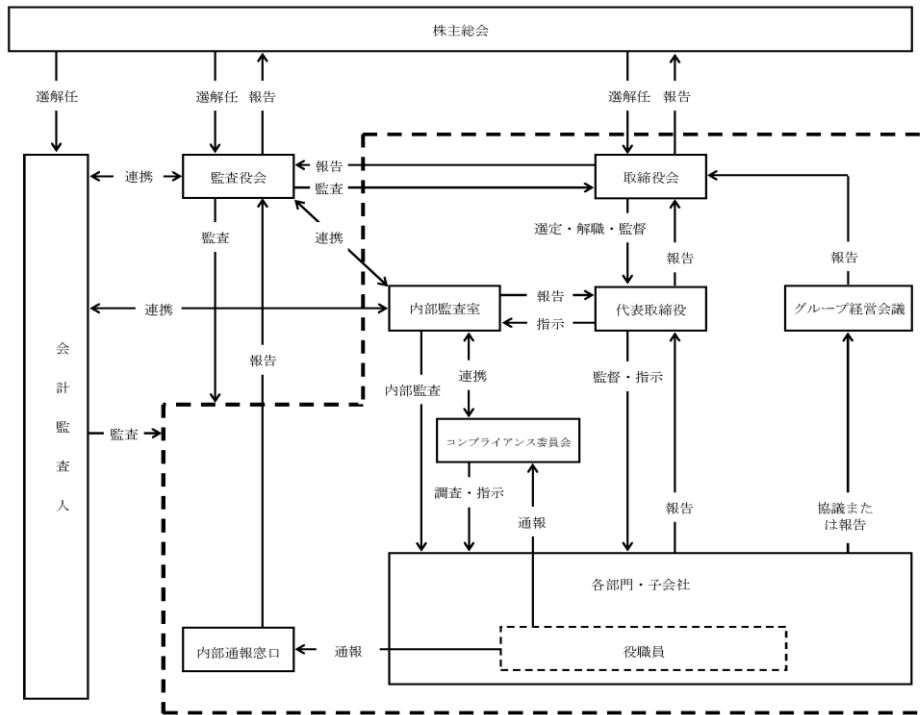 株主総会
選解任
選解任
報告
選解任
報告
連携
監査役会
報告
監査
取締役会
監査
連携
選定・解職・監督
報告
報告
連携
内部監査室
報告
指示
代表取締役
グループ経営会議
会計監査人
報告
内部監査
連携
監督・指示
監査
コンプライアンス委員会
調査・指示
通報
報告
協議また
は報告
各部門・子会社
内部通報窓口
通報
役職員